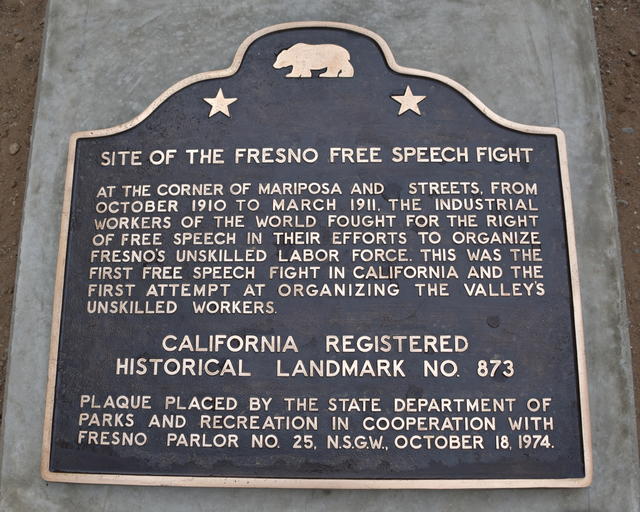 SITE OF THE FRESNO FREE SPEECH FIGHT
AT THE CORNER OF MARIPOSA AND STREETS, FROM
OCTOBER 1910 TO MARCH 1911, THE INDUSTRIAL
WORKERS OF THE WORLD FOUGHT FOR THE RIGHT
OF FREE SPEECH IN THEIR EFFORTS TO ORGANIZE
FRESNO'S UNSKILLED LABOR FORCE. THIS WAS THE
FIRST FREE SPEECH FIGHT IN CALIFORNIA AND THE
FIRST ATTEMPT AT ORGANIZING THE VALLEY'S
UNSKILLED WORKERS.
CALIFORNIA REGISTERED
HISTORICAL LANDMARK NO. 873
PLAQUE PLACED BY THE STATE DEPARTMENT OF
PARKS AND RECREATION IN COOPERATION WITH
FRESNO PARLOR NO. 25, N.S.G.W., OCTOBER 18, 1974.